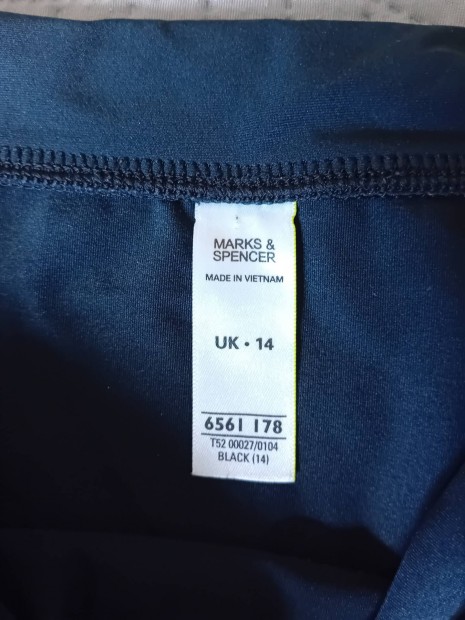 MARKS &
SPENCER
MADE IN VIETNAM
UK • 14
6561 178
T52 00027/0104
BLACK (14)